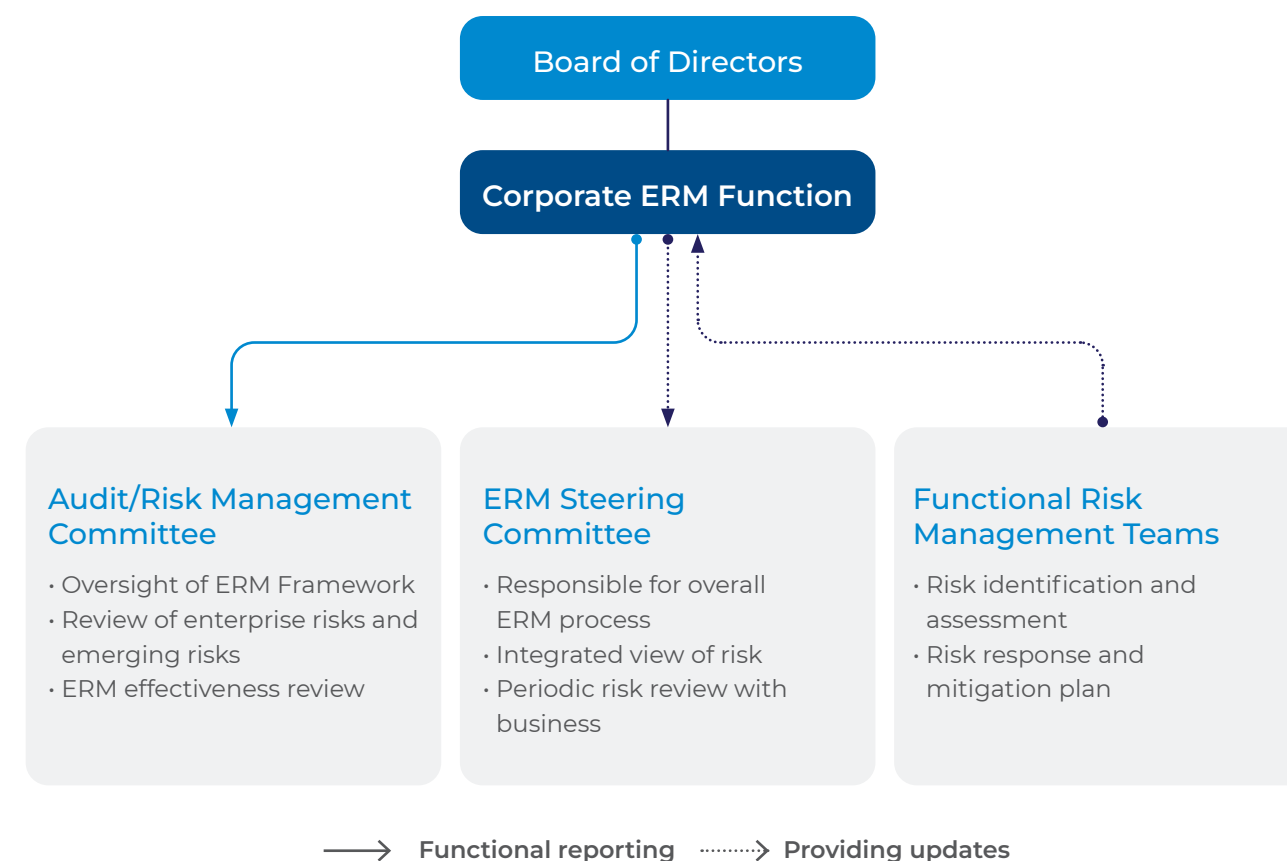 Board of Directors
Corporate ERM Function
Audit/Risk Management
Committee
· Oversight of ERM Framework
· Review of enterprise risks and
emerging risks
· ERM effectiveness review
ERM Steering
Committee
· Responsible for overall
ERM process
· Integrated view of risk
· Periodic risk review with
business
Functional Risk
Management Teams
· Risk identification and
assessment
· Risk response and
mitigation plan
Functional reporting
Providing updates